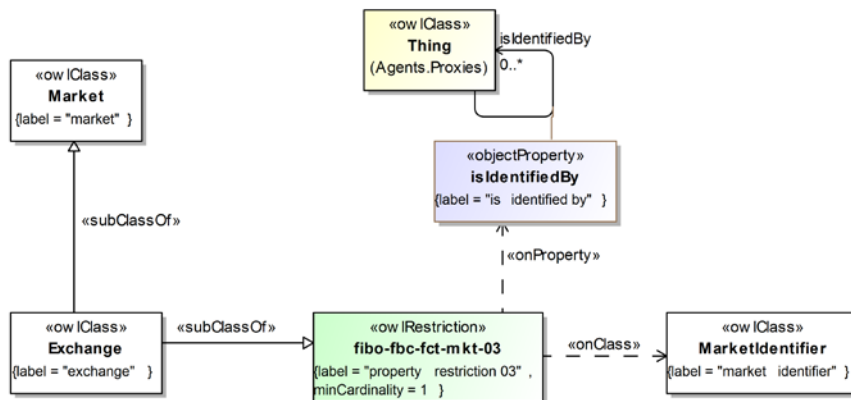 «owlClass»
Thing
(Agents.Proxies)
isIdentifiedBy
0..*
«owlClass»
Market
{label = "market" }
«objectProperty»
isIdentifiedBy
{label = "is identified by" }
«subClassOf»
«onProperty»
«owlClass»
Exchange
{label = "exchange" }
«subClassOf»
«owlRestriction»
fibo-fbc-fct-mkt-03
{label = "property restriction 03" ,
minCardinality = 1 }
«onClass»
«owlClass»
MarketIdentifier
{label = "market identifier" }